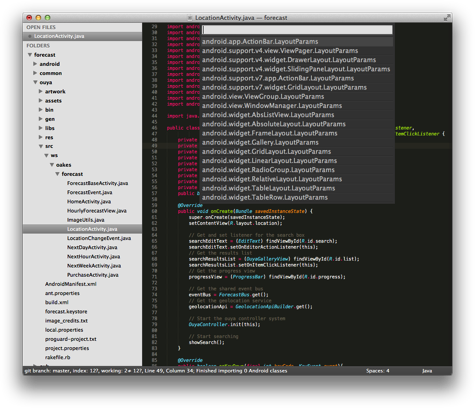 LocationActivity.java — forecast
OPEN FILES
LocationActivity.java
FOLDERS
forecast
android
common
ouya
artwork
assets
bin
gen
libs
res
src
ws
oakes
forecast
ForecastBaseActivity.java
ForecastEvent.java
HomeActivity.java
HourlyForecastView.java
ImageUtils.java
LocationActivity.java
LocationChangeEvent.java
NextDayActivity.java
NextHourActivity.java
NextWeekActivity.java
PurchaseActivity.java
AndroidManifest.xml
ant.properties
build.xml
forecast.keystore
image_credits.txt
local.properties
proguard-project.txt
project.properties
rakefile.rb
android.app.ActionBar.LayoutParams
android.support.v4.view.ViewPager.LayoutParams
android.support.v4.widget.DrawerLayout.LayoutParams
android.support.v4.widget.SlidingPaneLayout.LayoutParams
android.support.v7.app.ActionBar.LayoutParams
android.support.v7.widget.GridLayout.LayoutParams
android.view.ViewGroup.LayoutParams
android.view.WindowManager.LayoutParams
android.widget.AbsListView.LayoutParams
android.widget.AbsoluteLayout.LayoutParams
android.widget.FrameLayout.LayoutParams
android.widget.Gallery.LayoutParams
android.widget.GridLayout.LayoutParams
android.widget.LinearLayout.LayoutParams
android.widget.RadioGroup.LayoutParams
android.widget.RelativeLayout.LayoutParams
android.widget.TableLayout.LayoutParams
android.widget.TableRow.LayoutParams
@Override
public void onCreate(Bundle savedInstanceState) {
super.onCreate(savedInstanceState);
setContentView(R.layout.location);
// Get and set listener for the search box
searchEditText = (EditText) findViewById(R.id.search);
searchEditText.setOnEditorActionListener(this);
// Get the results list
searchResultsList = (OuyaGalleryView) findViewById(R.id.list);
searchResultsList.setOnItemClickListener(this);
// Get the progress view
progressView = (ProgressBar) findViewById(R.id.progress);
// Get the shared event bus
eventBus = ForecastBus.get();
// Get the geolocation service
geolocationApi = GeolocationApiBuilder.get();
// Start the ouya controller system
OuyaController.init(this);
// Start searching
showSearch();
}
@Override
git branch: master, index: 127, working: 2≠ 127, Line 49, Column 34; Finished importing 0 Android classes
Spaces: 4
Java